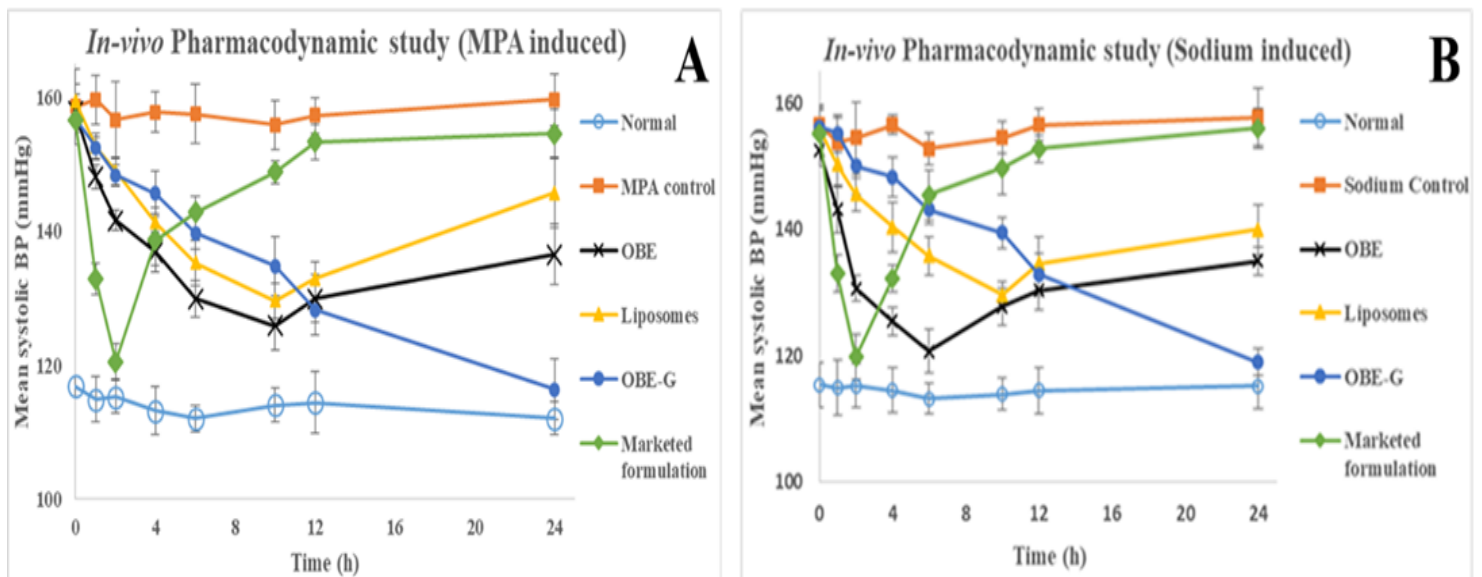 In-vivo Pharmacodynamic study (MPA induced)
A
Mean systolic BP (mmHg)
160
140
120
100
0
4
8
12
16
20
24
Time (h)
Normal
MPA control
OBE
Liposomes
OBE-G
Marketed
formulation
In-vivo Pharmacodynamic study (Sodium induced)
B
Mean systolic BP (mmHg)
160
140
120
100
0
4
8
12
16
20
24
Time (h)
Normal
Sodium Control
OBE
Liposomes
OBE-G
Marketed
formulation